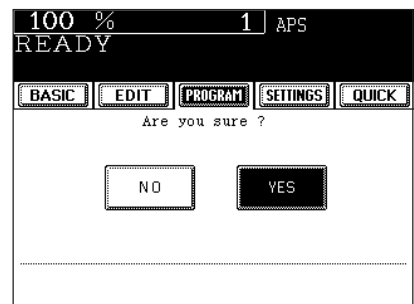 100 % 1 APS
READY
BASIC EDIT PROGRAM SETTINGS QUICK
Are you sure ?
NO YES